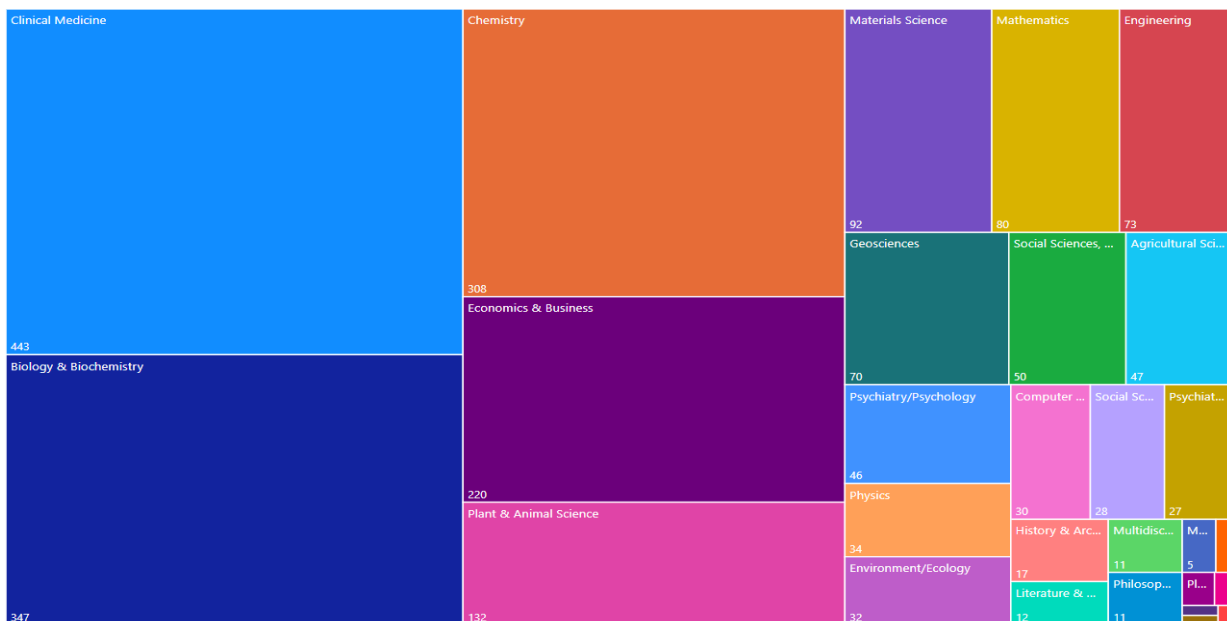 Clinical Medicine
443
Biology & Biochemistry
347
Chemistry
308
Economics & Business
220
Plant & Animal Science
132
Materials Science
92
Mathematics
80
Engineering
73
Geosciences
70
Social Sciences, ...
50
Agricultural Sci...
47
Psychiatry/Psychology
46
Physics
34
Environment/Ecology
32
Computer ...
30
Social Sc...
28
Psychiat...
27
History & Arc...
17
Literature & ...
12
Multidisc...
11
Philosop...
11
M...
5
Pl...